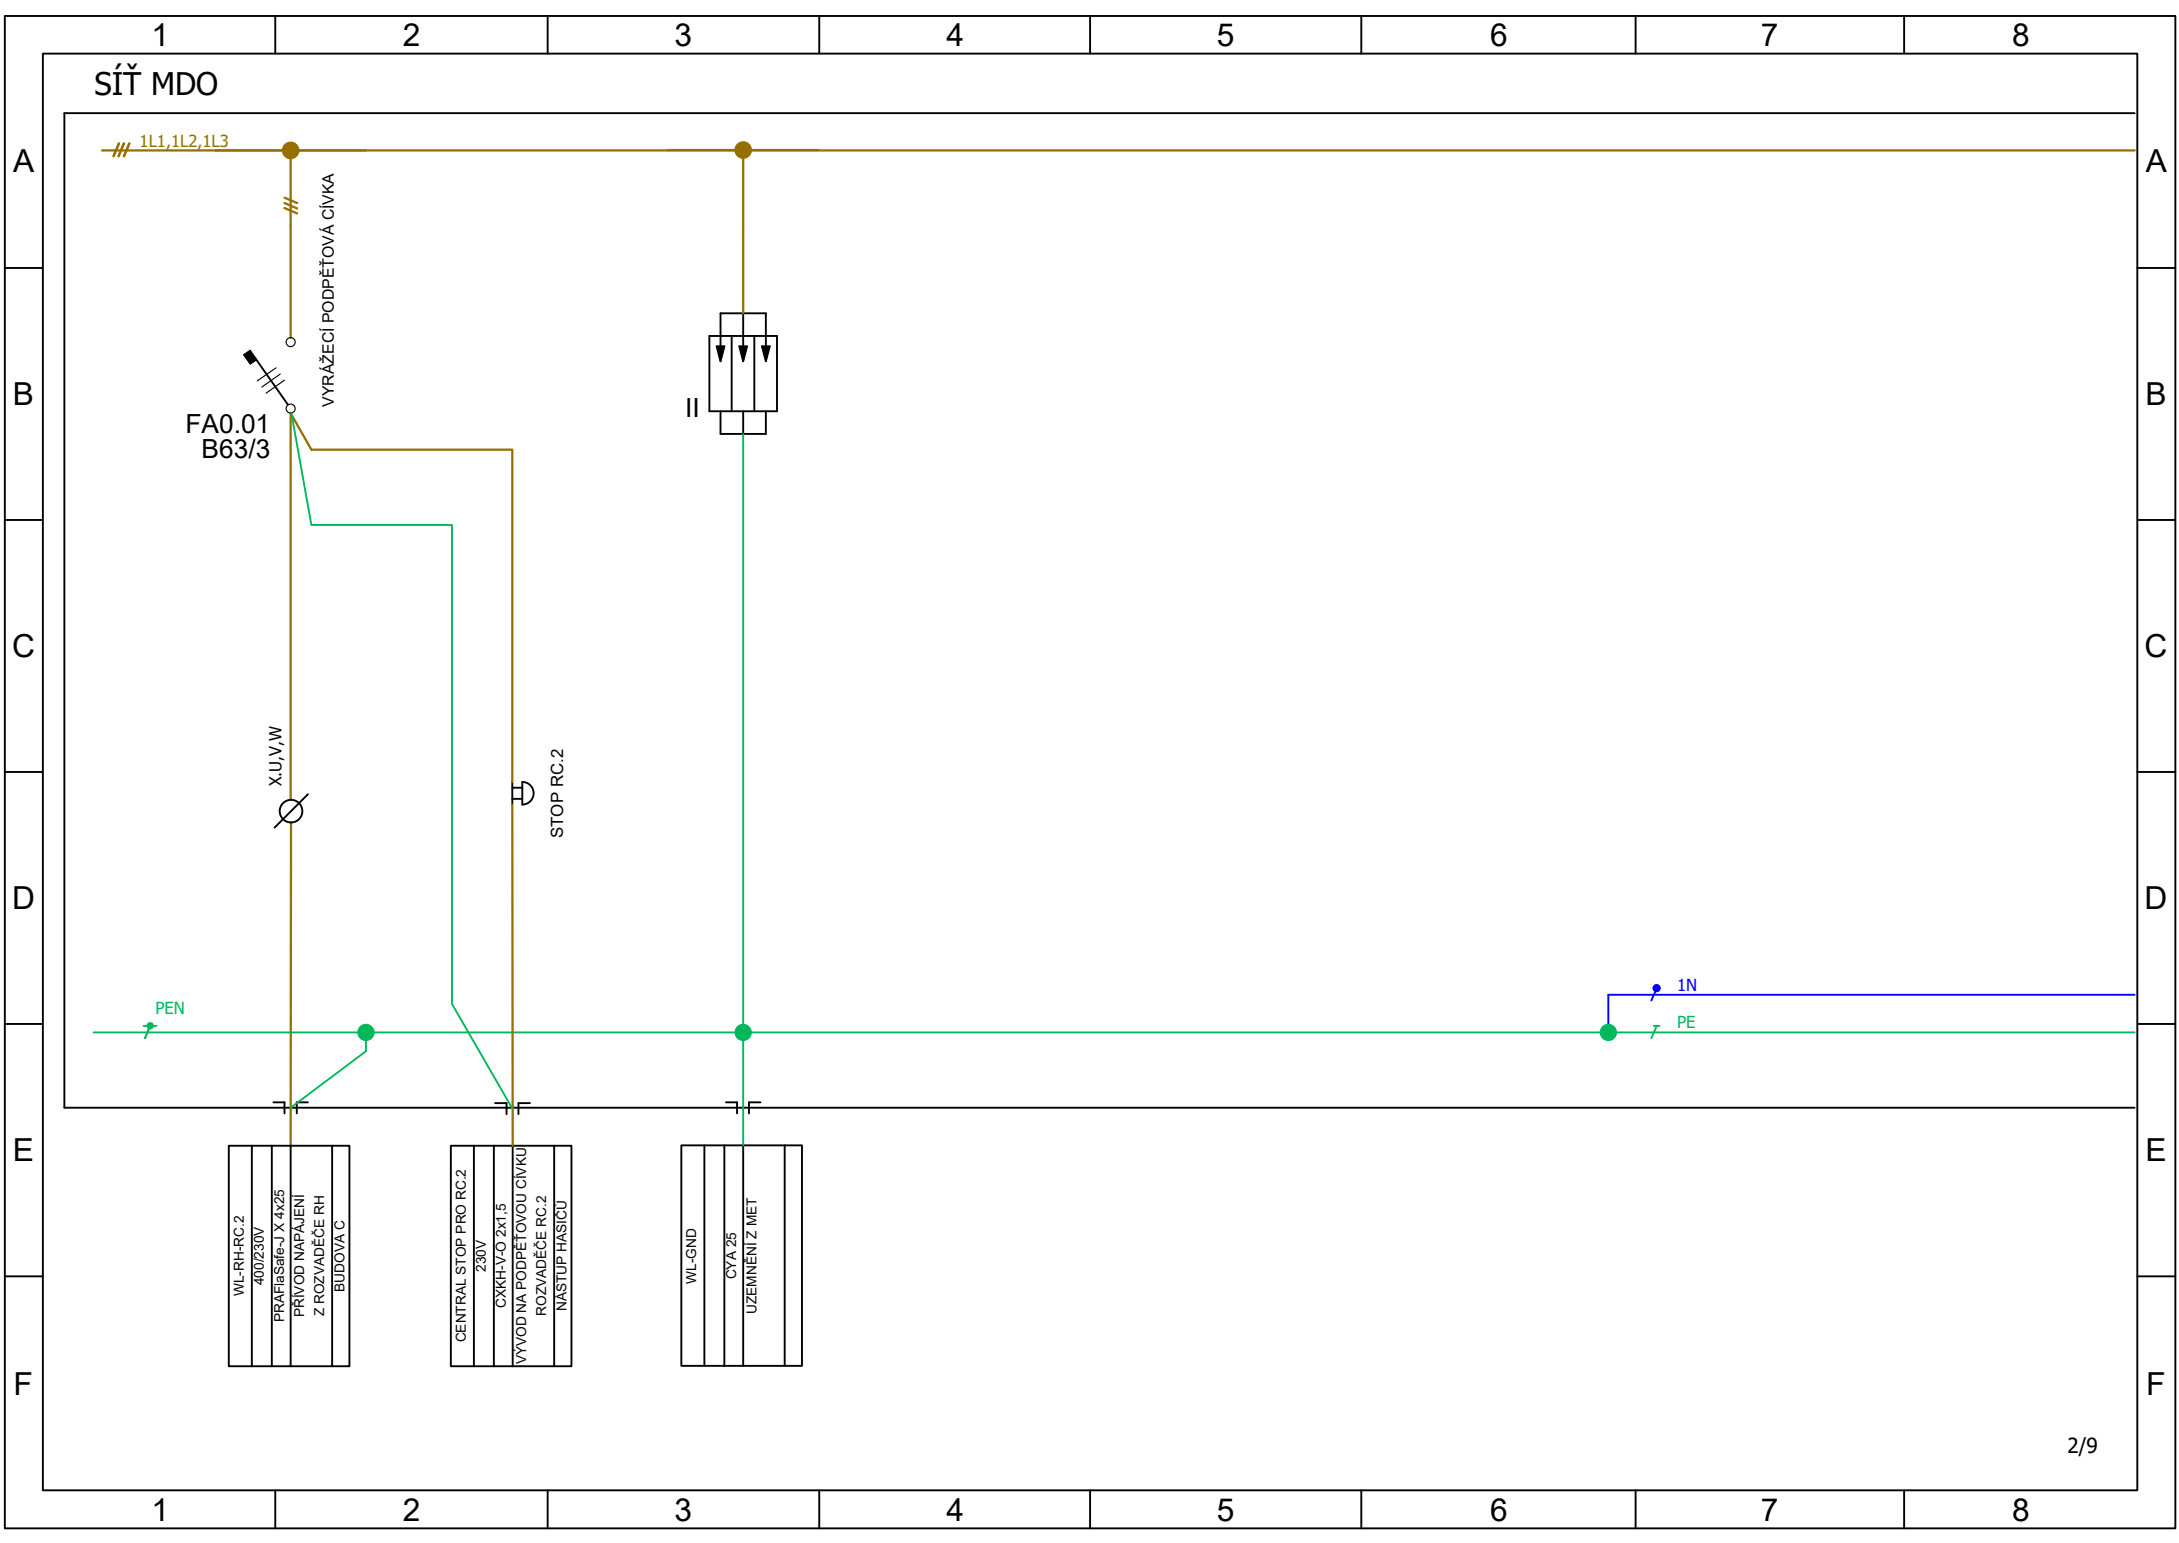 1 2 3 4 5 6 7 8
SÍŤ MDO
A A
1L1,1L2,1L3
VYRÁŽECÍ PODPĚŤOVÁ CÍVKA
B B
FA0.01
B63/3
II
C C
X.U,V,W
STOP RC.2
D D
PEN
1N
PE
E E
WL-RH-RC.2
400/230V
PRAFlaSafe-J X 4x25
PŘÍVOD NAPÁJENÍ
Z ROZVADĚČE RH
BUDOVA C
CENTRAL STOP PRO RC.2
230V
CXKH-V-O 2x1,5
VÝVOD NA PODPĚŤOVOU CÍVKU
ROZVADĚČE RC.2
NÁSTUP HASIČŮ
WL-GND
CYA 25
UZEMNĚNÍ Z MET
F F
2/9
1 2 3 4 5 6 7 8